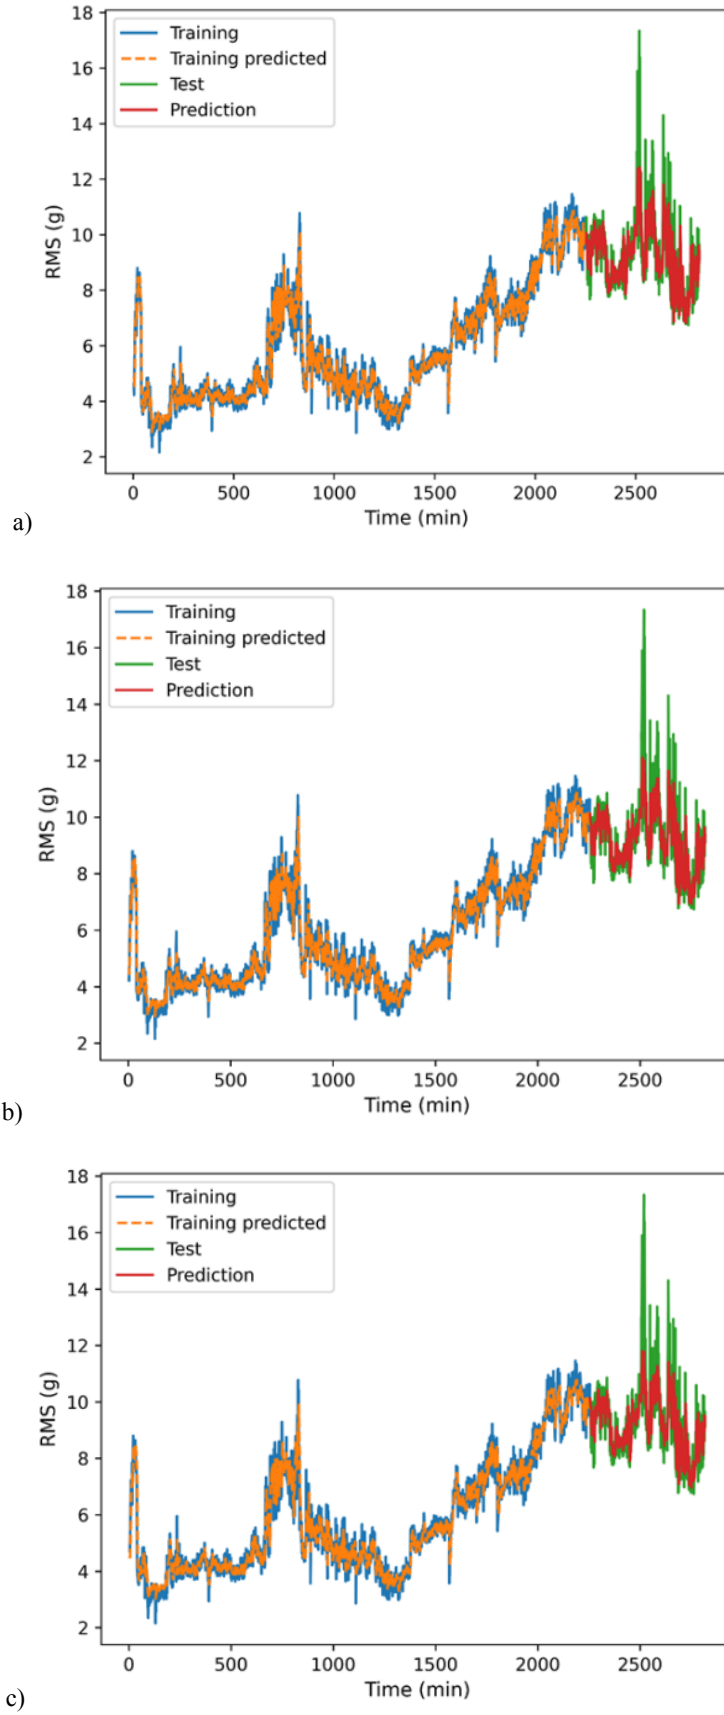 18
16
14
12
10
8
6
4
2
RMS (g)
Training
Training predicted
Test
Prediction
0 500 1000 1500 2000 2500
Time (min)
a)
18
16
14
12
10
8
6
4
2
RMS (g)
Training
Training predicted
Test
Prediction
0 500 1000 1500 2000 2500
Time (min)
b)
18
16
14
12
10
8
6
4
2
RMS (g)
Training
Training predicted
Test
Prediction
0 500 1000 1500 2000 2500
Time (min)
c)